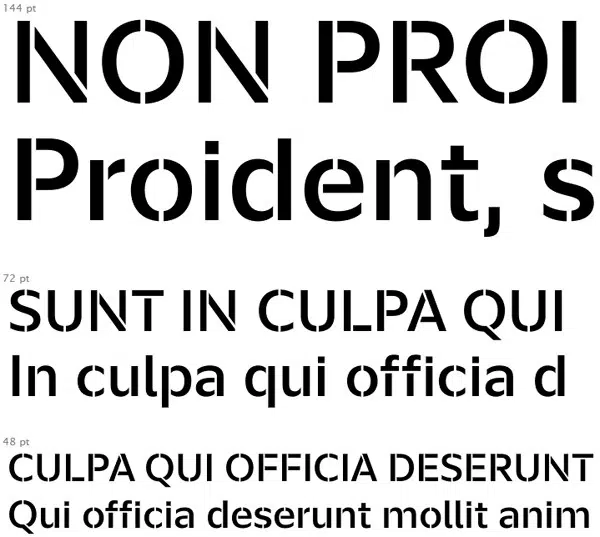 144 pt
NON PROI
Proident, s
72 pt
SUNT IN CULPA QUI
In culpa qui officia d
48 pt
CULPA QUI OFFICIA DESERUNT
Qui officia deserunt mollit anim